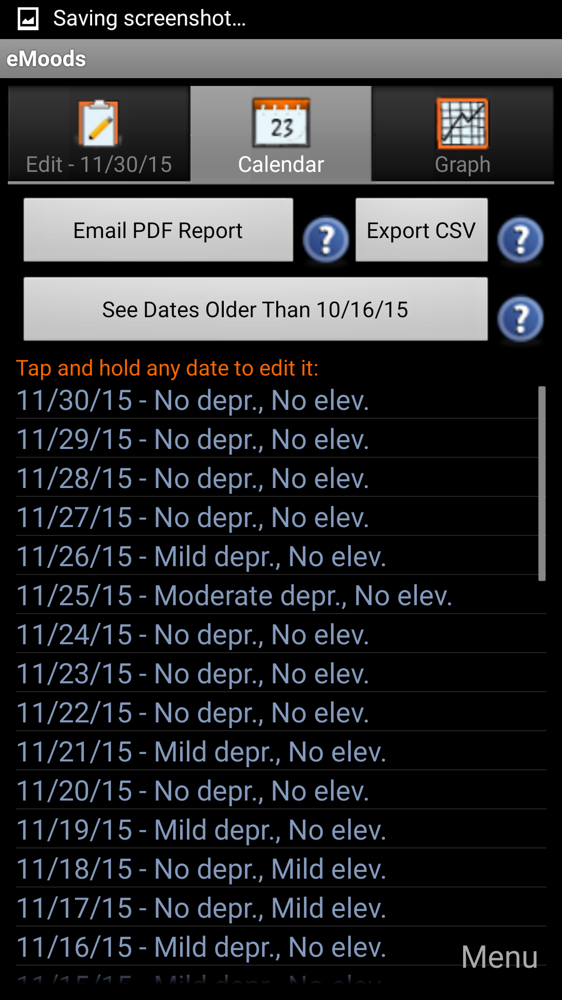 Saving screenshot...
eMoods
23
Edit - 11/30/15
Calendar
Graph
Email PDF Report
?
Export CSV
?
See Dates Older Than 10/16/15
?
Tap and hold any date to edit it:
11/30/15 - No depr., No elev.
11/29/15 - No depr., No elev.
11/28/15 - No depr., No elev.
11/27/15 - No depr., No elev.
11/26/15 - Mild depr., No elev.
11/25/15 - Moderate depr., No elev.
11/24/15 - No depr., No elev.
11/23/15 - No depr., No elev.
11/22/15 - No depr., No elev.
11/21/15 - Mild depr., No elev.
11/20/15 - No depr., No elev.
11/19/15 - Mild depr., No elev.
11/18/15 - No depr., Mild elev.
11/17/15 - No depr., Mild elev.
11/16/15 - Mild depr., No elev.
Menu
11/15/15 - Mild depr., No elev.